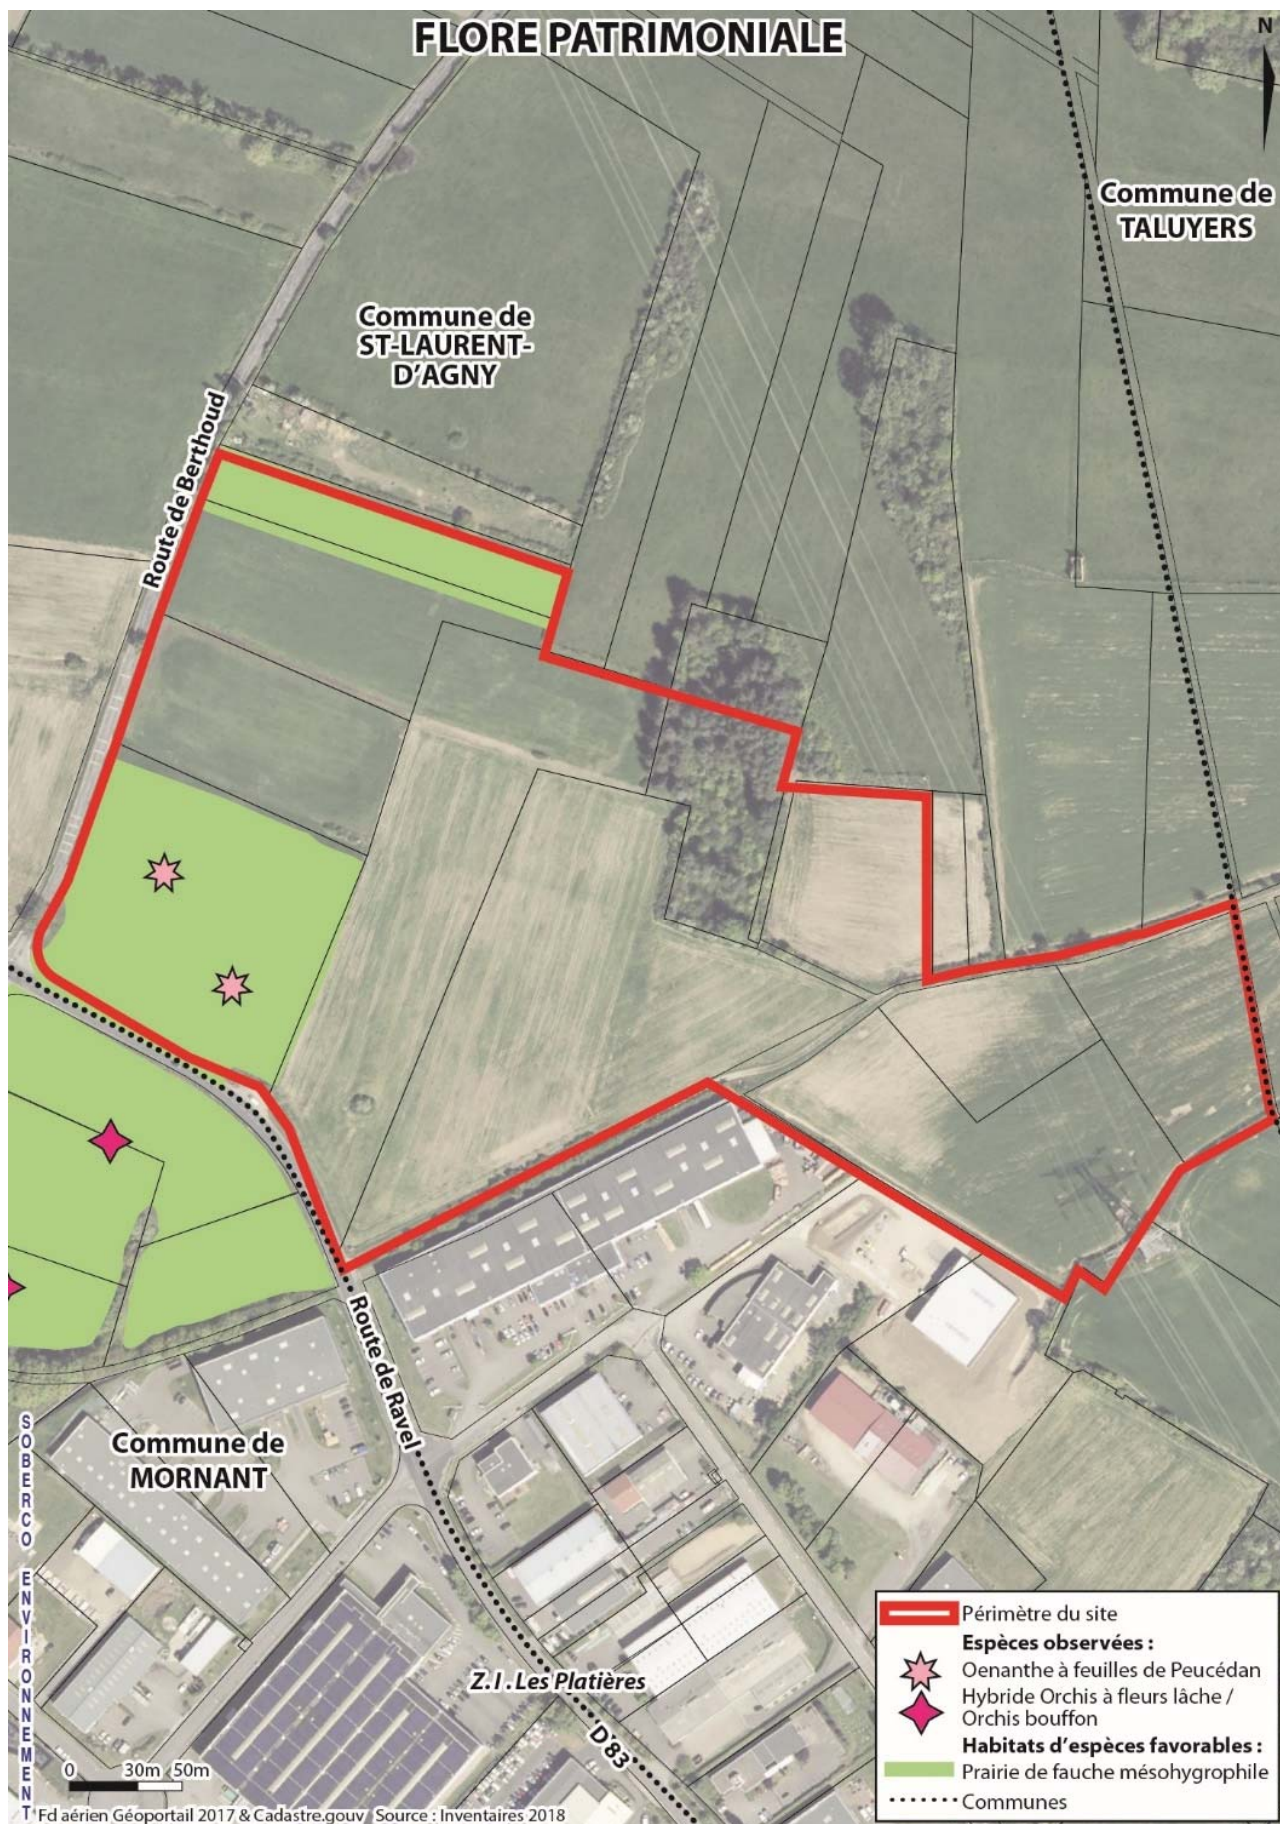 FLORE PATRIMONIALE
N
Commune de
TALUYERS
Commune de
ST-LAURENT-
D'AGNY
Route de Berthoud
Route de Ravel
Commune de
MORNANT
SOBERCO ENVIRONNEMENT
Z.I. Les Platières
D 83
0 30m 50m
Fd aérien Géoportail 2017 & Cadastre.gouv Source : Inventaires 2018
Périmètre du site
Espèces observées :
Oenanthe à feuilles de Peucédan
Hybride Orchis à fleurs lâche /
Orchis bouffon
Habitats d'espèces favorables :
Prairie de fauche mésohygrophile
Communes